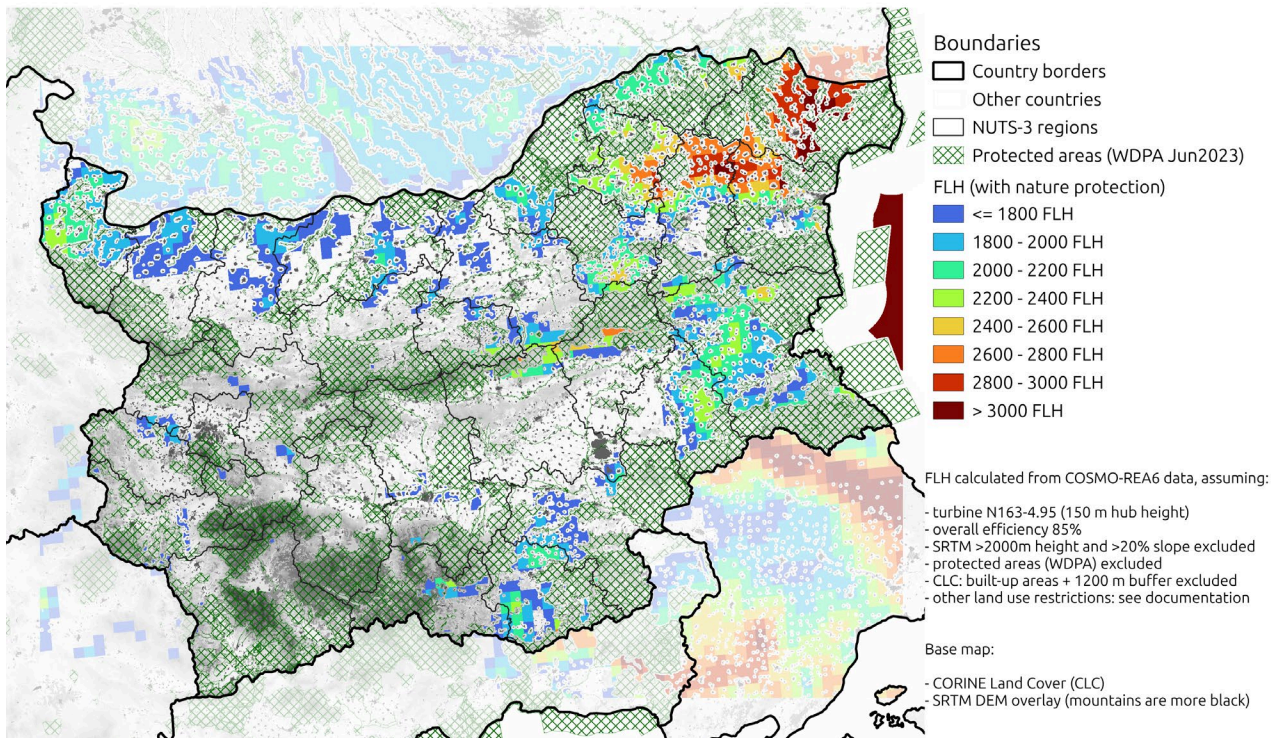 Boundaries
Country borders
Other countries
NUTS-3 regions
Protected areas (WDPA Jun2023)
FLH (with nature protection)
<= 1800 FLH
1800 - 2000 FLH
2000 - 2200 FLH
2200 - 2400 FLH
2400 - 2600 FLH
2600 - 2800 FLH
2800 - 3000 FLH
> 3000 FLH
FLH calculated from COSMO-REA6 data, assuming:
- turbine N163-4.95 (150 m hub height)
- overall efficiency 85%
- SRTM >2000m height and >20% slope excluded
- protected areas (WDPA) excluded
- CLC: built-up areas + 1200 m buffer excluded
- other land use restrictions: see documentation
Base map:
- CORINE Land Cover (CLC)
- SRTM DEM overlay (mountains are more black)